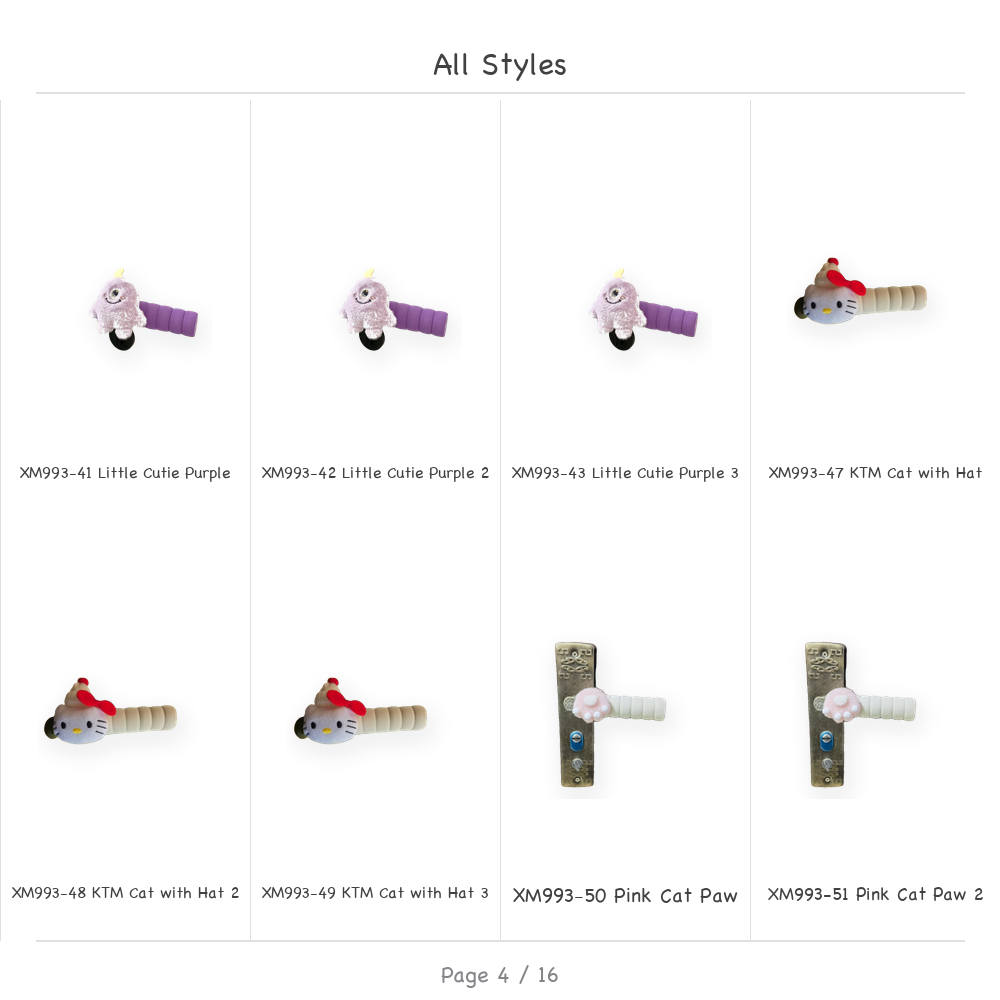 All Styles
XM993-41 Little Cutie Purple
XM993-42 Little Cutie Purple 2
XM993-43 Little Cutie Purple 3
XM993-47 KTM Cat with Hat
XM993-48 KTM Cat with Hat 2
XM993-49 KTM Cat with Hat 3
XM993-50 Pink Cat Paw
XM993-51 Pink Cat Paw 2
Page 4 / 16